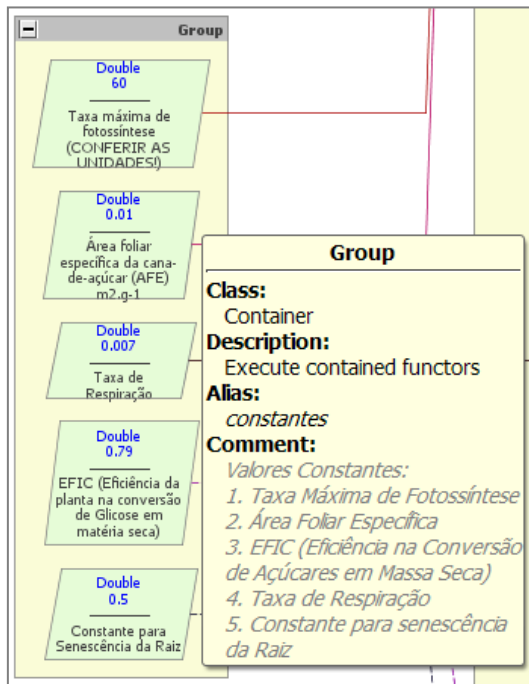 Group
Double
60
Taxa máxima de
fotossíntese
(CONFERIR AS
UNIDADES!)
Double
0.01
Área foliar
específica da cana-
de-açúcar (AFE)
m2.g-1
Double
0.007
Taxa de
Respiração
Double
0.79
EFIC (Eficiência da
planta na conversão
de Glicose em
matéria seca)
Double
0.5
Constante para
Senescência da Raiz
Group
Class:
Container
Description:
Execute contained functors
Alias:
constantes
Comment:
Valores Constantes:
1. Taxa Máxima de Fotossíntese
2. Área Foliar Específica
3. EFIC (Eficiência na Conversão
de Açúcares em Massa Seca)
4. Taxa de Respiração
5. Constante para senescência
da Raiz